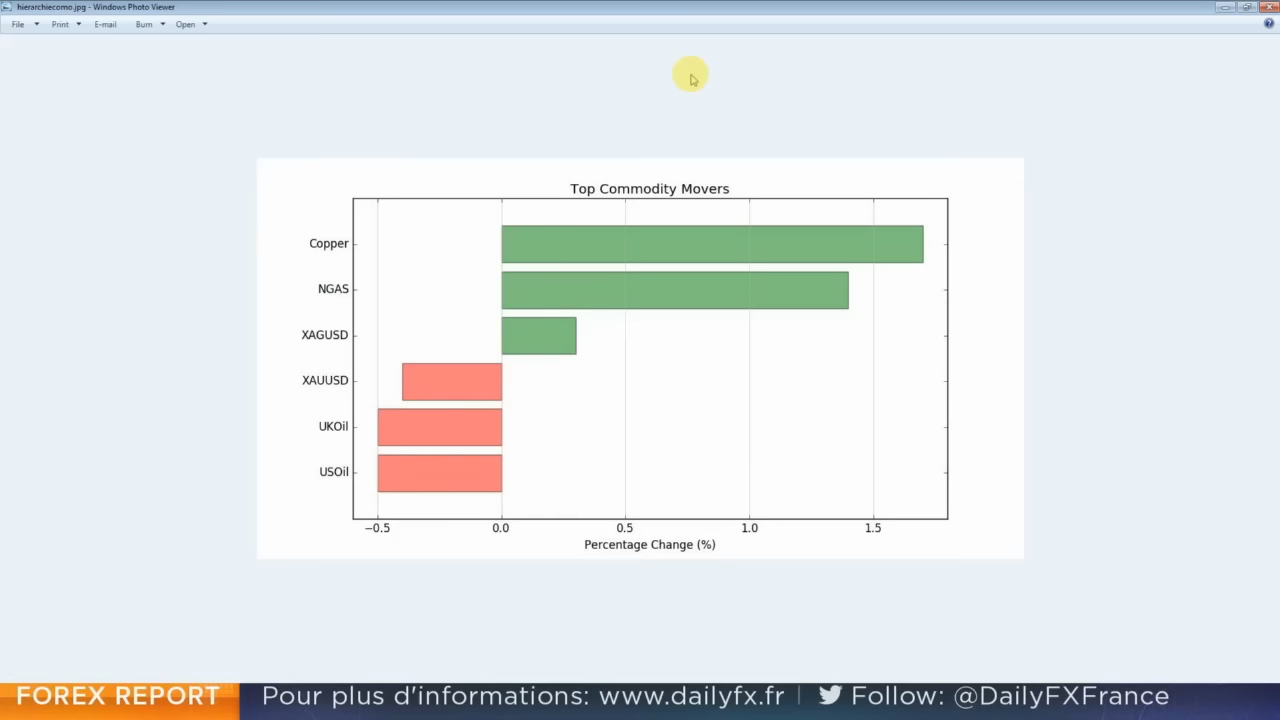 hierarchiecomo.jpg - Windows Photo Viewer
File Print E-mail Burn Open
Top Commodity Movers
Copper
NGAS
XAGUSD
XAUUSD
UKOil
USOil
−0.5 0.0 0.5 1.0 1.5
Percentage Change (%)
FOREX REPORT Pour plus d'informations: www.dailyfx.fr | Follow: @DailyFXFrance